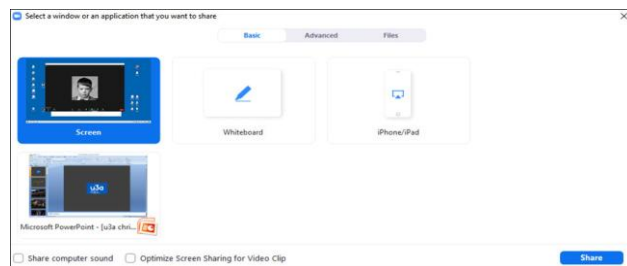 Select a window or an application that you want to share
Basic Advanced Files
Screen Whiteboard iPhone/iPad
u3a
Microsoft PowerPoint - [u3a chri...
Share computer sound Optimize Screen Sharing for Video Clip Share